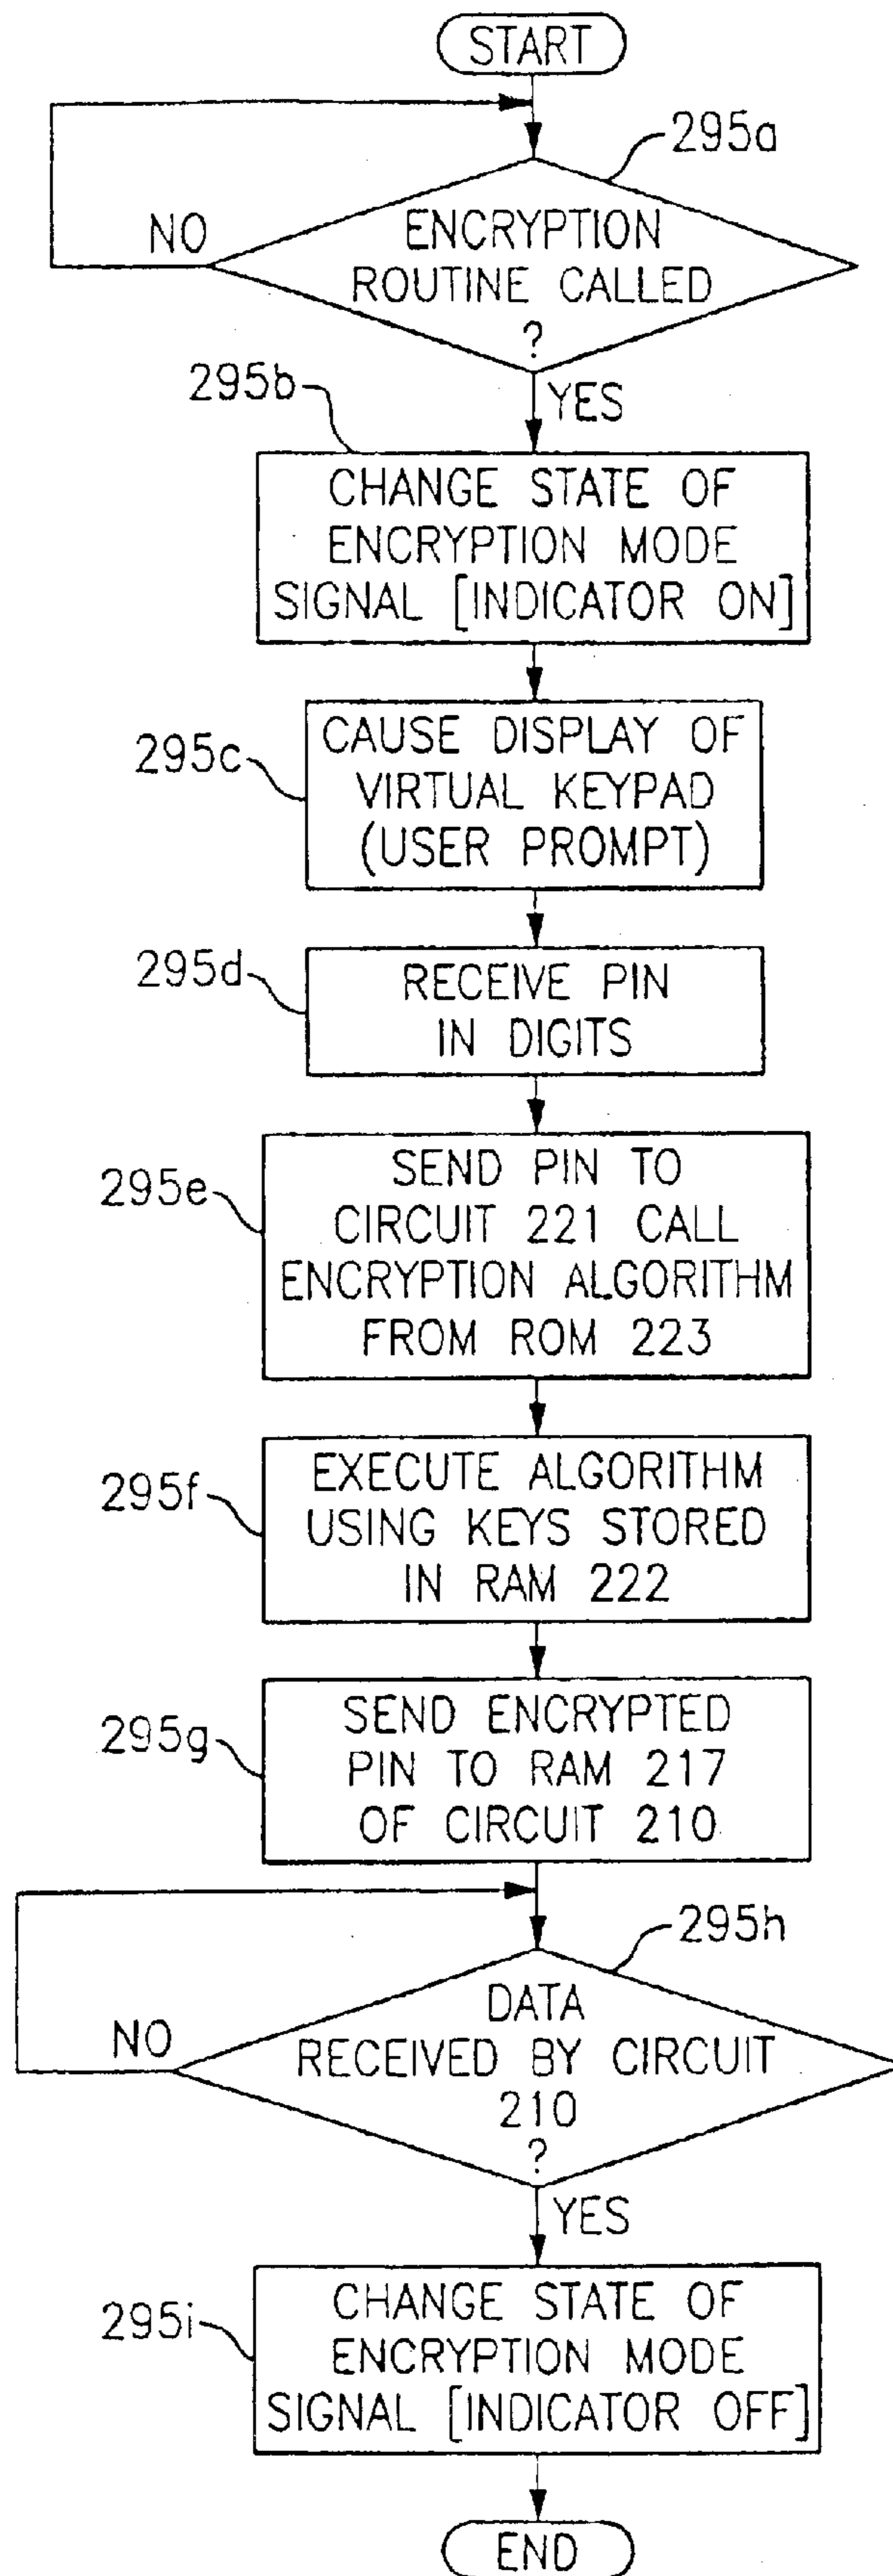 START
295a
NO
ENCRYPTION
ROUTINE CALLED
?
295b
YES
CHANGE STATE OF
ENCRYPTION MODE
SIGNAL [INDICATOR ON]
295c
CAUSE DISPLAY OF
VIRTUAL KEYPAD
(USER PROMPT)
295d
RECEIVE PIN
IN DIGITS
295e
SEND PIN TO
CIRCUIT 221 CALL
ENCRYPTION ALGORITHM
FROM ROM 223
295f
EXECUTE ALGORITHM
USING KEYS STORED
IN RAM 222
295g
SEND ENCRYPTED
PIN TO RAM 217
OF CIRCUIT 210
295h
NO
DATA
RECEIVED BY CIRCUIT
210
?
YES
295i
CHANGE STATE OF
ENCRYPTION MODE
SIGNAL [INDICATOR OFF]
END